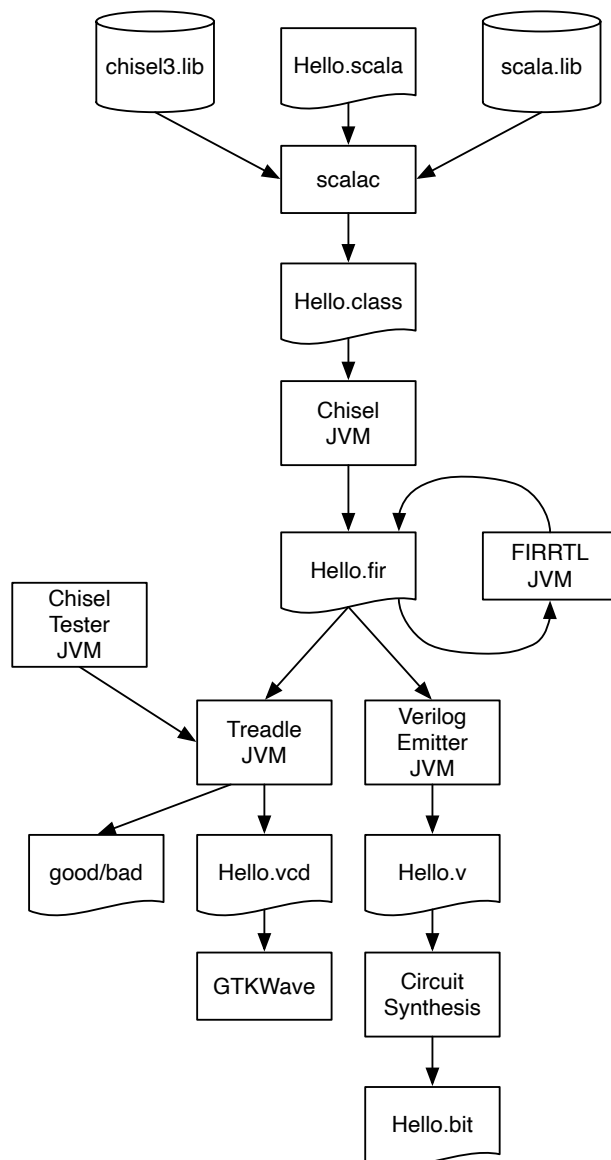 chisel3.lib
Hello.scala
scala.lib
scalac
Hello.class
Chisel
JVM
Hello.fir
FIRRTL
JVM
Chisel
Tester
JVM
Treadle
JVM
Verilog
Emitter
JVM
good/bad
Hello.vcd
Hello.v
GTKWave
Circuit
Synthesis
Hello.bit